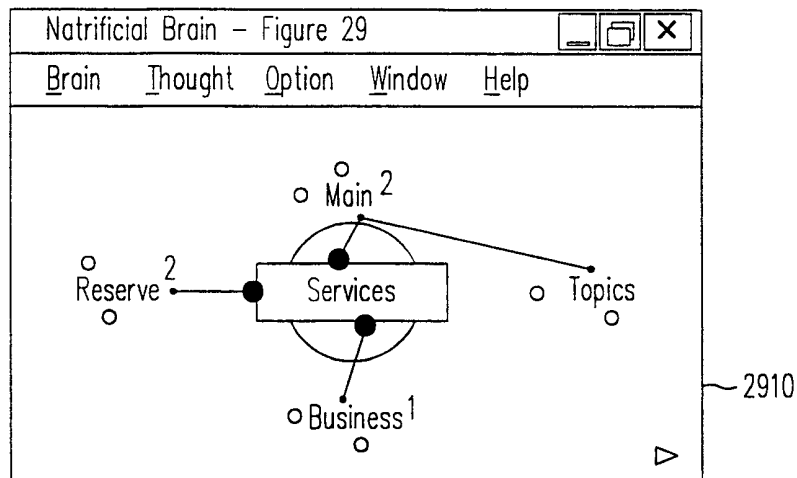 Natrificial Brain – Figure 29
Brain Thought Option Window Help
Main 2
Reserve 2 Services Topics
2910
Business 1